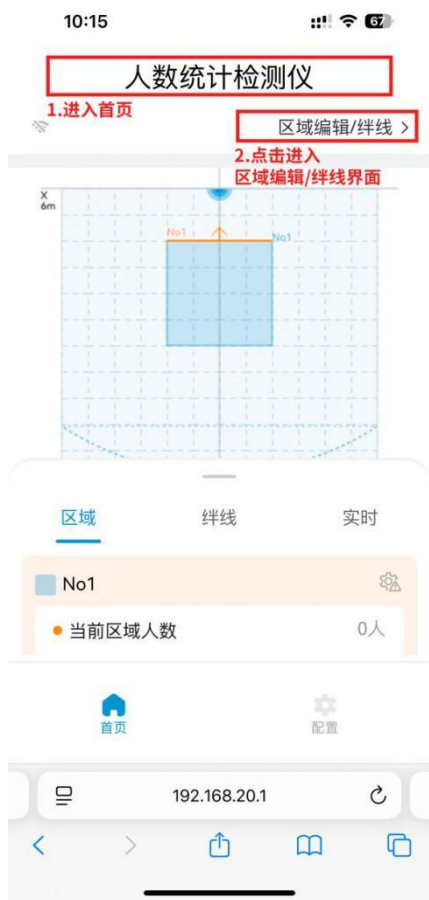 10:15
67
人数统计检测仪
1.进入首页
区域编辑/绊线 >
2.点击进入
区域编辑/绊线界面
X
6m
No1
No1
区域
绊线
实时
No1
当前区域人数
0人
首页
配置
192.168.20.1